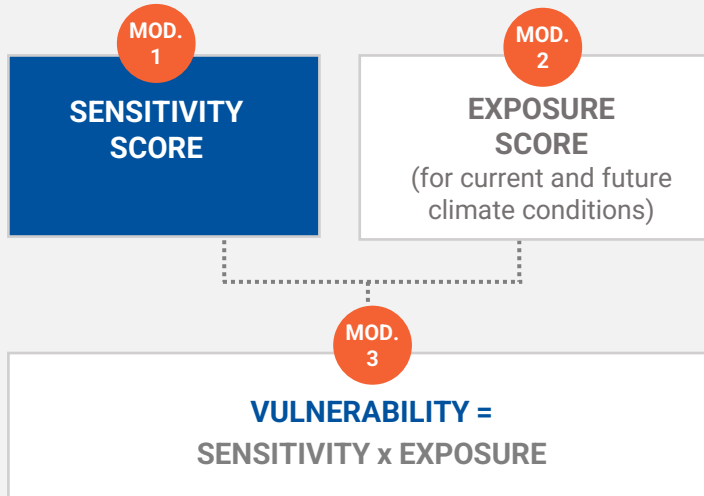 MOD.
1
SENSITIVITY
SCORE
MOD.
2
EXPOSURE
SCORE
(for current and future
climate conditions)
MOD.
3
VULNERABILITY =
SENSITIVITY x EXPOSURE